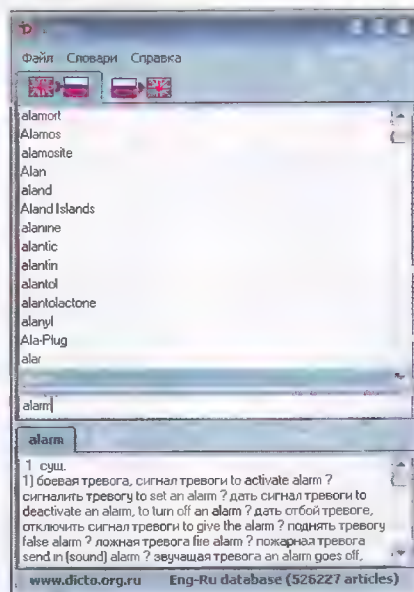 Файл Словари Справка
alamort
Alamos
alamosite
Alan
aland
Aland Islands
alanine
alantic
alantin
alantol
alantolactone
alanyl
Ala-Plug
alar
alarm
alarm
1 сущ.
1) боевая тревога, сигнал тревоги to activate alarm ?
сигналить тревогу to set an alarm ? дать сигнал тревоги to
deactivate an alarm, to turn off an alarm ? дать отбой тревоге,
отключить сигнал тревоги to give the alarm ? поднять тревогу
false alarm ? ложная тревога fire alarm ? пожарная тревога
send in (sound) alarm ? звучащая тревога an alarm goes off,
www.dicto.org.ru Eng-Ru database (526227 articles)